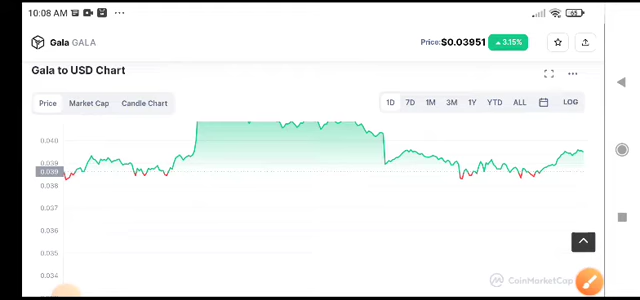 10:08 AM
63
Gala GALA
Price:$0.03951 3.15%
Gala to USD Chart
Price Market Cap Candle Chart
1D 7D 1M 3M 1Y YTD ALL LOG
0.040
0.039
0.039
0.038
0.037
0.036
0.035
0.034
CoinMarketCap